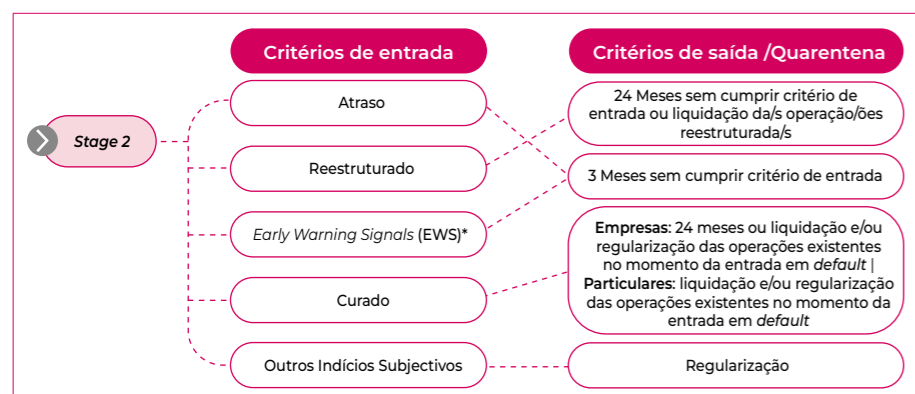 Critérios de entrada
Critérios de saída /Quarentena
Stage 2
Atraso
24 Meses sem cumprir critério de
entrada ou liquidação da/s operação/ões
reestruturada/s
Reestruturado
3 Meses sem cumprir critério de entrada
Early Warning Signals (EWS)*
Empresas: 24 meses ou liquidação e/ou
regularização das operações existentes
no momento da entrada em default |
Particulares: liquidação e/ou regularização
das operações existentes no momento da
entrada em default
Curado
Outros Indícios Subjectivos
Regularização